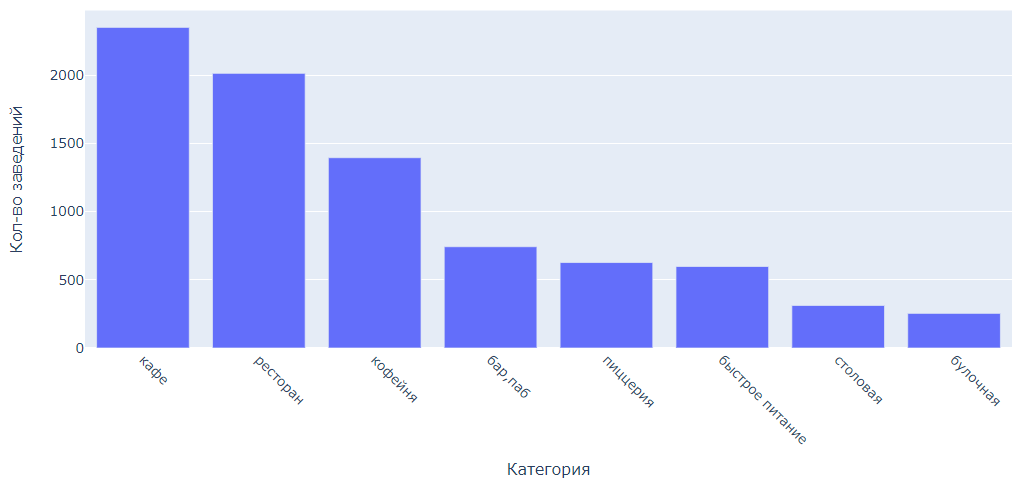 Кол-во заведений
2000
1500
1000
500
0
кафе
ресторан
кофейня
бар,паб
пиццерия
быстрое питание
столовая
булочная
Категория